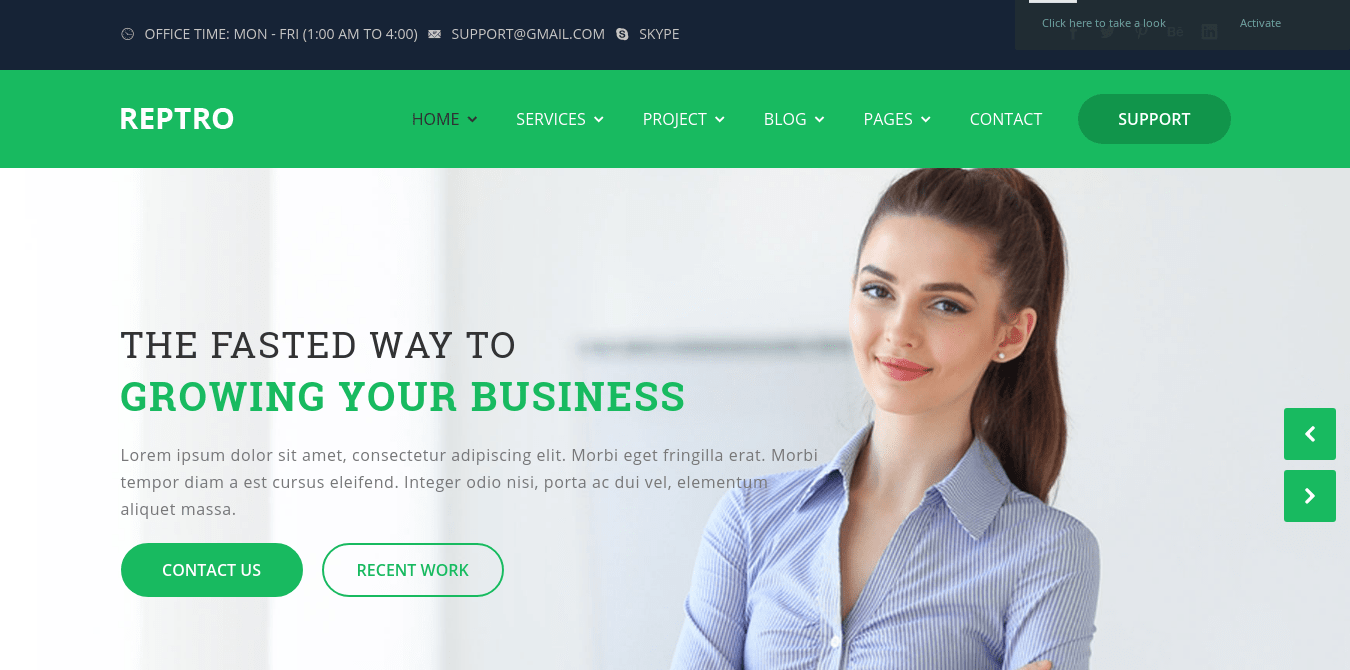 OFFICE TIME: MON - FRI (1:00 AM TO 4:00) SUPPORT@GMAIL.COM SKYPE
Click here to take a look Activate
REPTRO HOME SERVICES PROJECT BLOG PAGES CONTACT SUPPORT
THE FASTED WAY TO
GROWING YOUR BUSINESS
Lorem ipsum dolor sit amet, consectetur adipiscing elit. Morbi eget fringilla erat. Morbi
tempor diam a est cursus eleifend. Integer odio nisi, porta ac dui vel, elementum
aliquet massa.
CONTACT US RECENT WORK